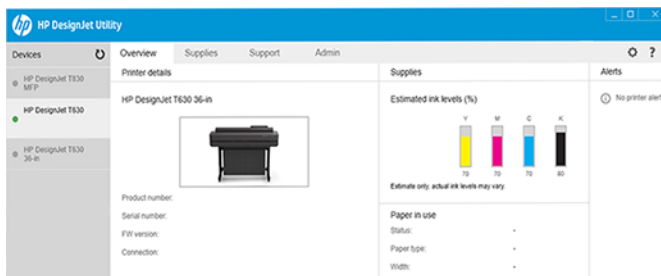 hp HP DesignJet Utility
Devices
Overview Supplies Support Admin
?
HP DesignJet T830
MFP
HP DesignJet T630
HP DesignJet T630
36-in
Printer details
HP DesignJet T630 36-in
Product number:
Serial number:
FW version:
Connection:
Supplies
Estimated ink levels (%)
Y M C K
70 70 70 80
Estimate only, actual ink levels may vary.
Paper in use
Status: -
Paper type: -
Width: -
Alerts
No printer alert